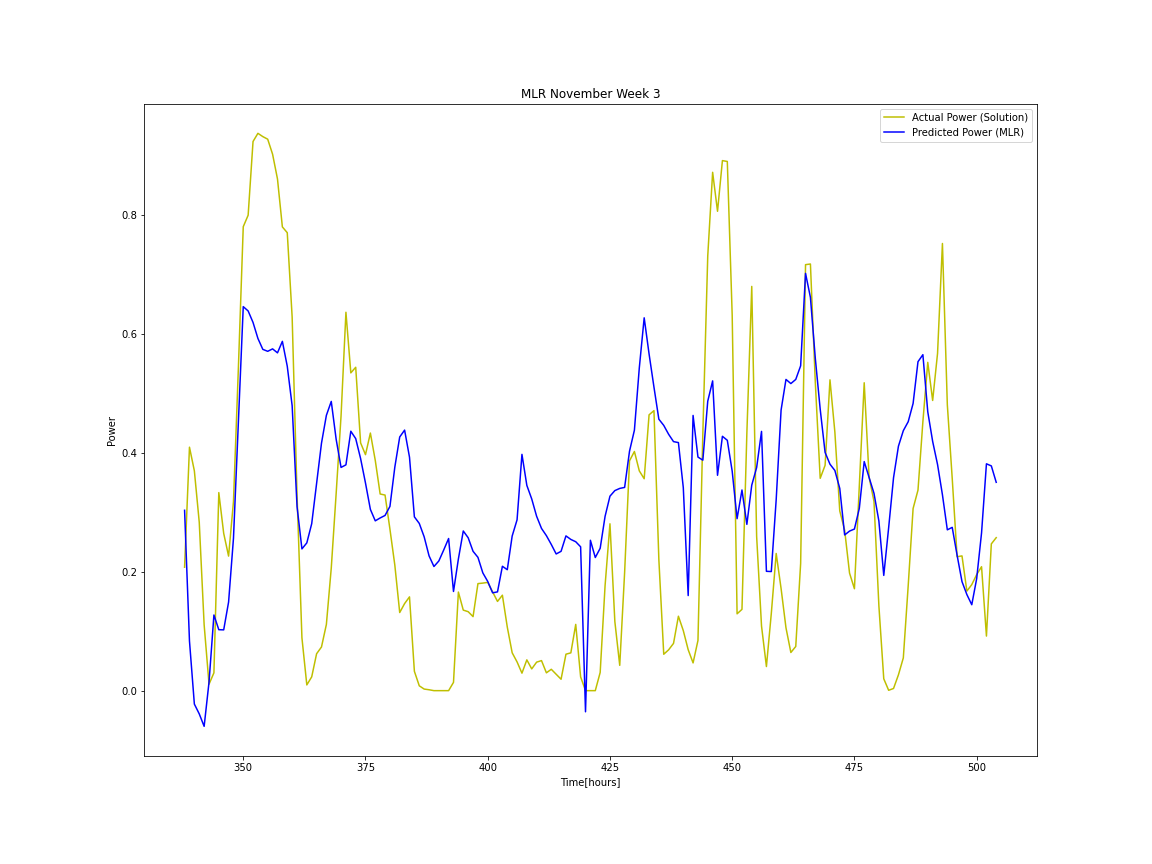 MLR November Week 3
Actual Power (Solution)
Predicted Power (MLR)
Power
0.8
0.6
0.4
0.2
0.0
350 375 400 425 450 475 500
Time[hours]